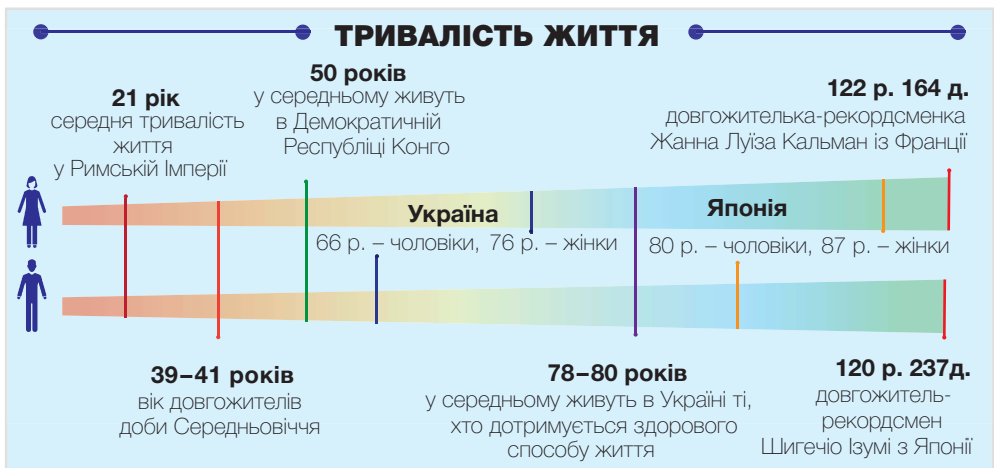 ТРИВАЛІСТЬ ЖИТТЯ
21 рік
середня тривалість
життя
у Римській Імперії
50 років
у середньому живуть
в Демократичній
Республіці Конго
122 р. 164 д.
довгожителька-рекордсменка
Жанна Луїза Кальман із Франції
Україна
66 р. – чоловіки, 76 р. – жінки
Японія
80 р. – чоловіки, 87 р. – жінки
39–41 років
вік довгожителів
доби Середньовіччя
78–80 років
у середньому живуть в Україні ті,
хто дотримується здорового
способу життя
120 р. 237д.
довгожитель-
рекордсмен
Шигечіо Ізумі з Японії